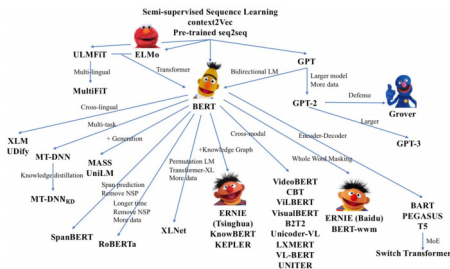 Semi-supervised Sequence Learning
context2Vec
Pre-trained seq2seq
ULMFiT
ELMo
GPT
Multi-lingual
Transformer
Bidirectional LM
Larger model
More data
MultiFiT
BERT
GPT-2
Defense
Grover
Cross-lingual
Multi-task
+ Generation
Larger
GPT-3
XLM
UDify
MT-DNN
MASS
UniLM
Knowledge distillation
MT-DNNKD
Span prediction
Remove NSP
Longer time
Remove NSP
More data
SpanBERT
RoBERTa
Permutation LM
Transformer-XL
More data
XLNet
+Knowledge Graph
ERNIE
(Tsinghua)
KnowBERT
KEPLER
Cross-modal
VideoBERT
CBT
ViLBERT
VisualBERT
B2T2
Unicoder-VL
LXMERT
VL-BERT
UNITER
Encoder-Decoder
Whole Word Masking
ERNIE (Baidu)
BERT-wwm
BART
PEGASUS
T5
MoE
Switch Transformer